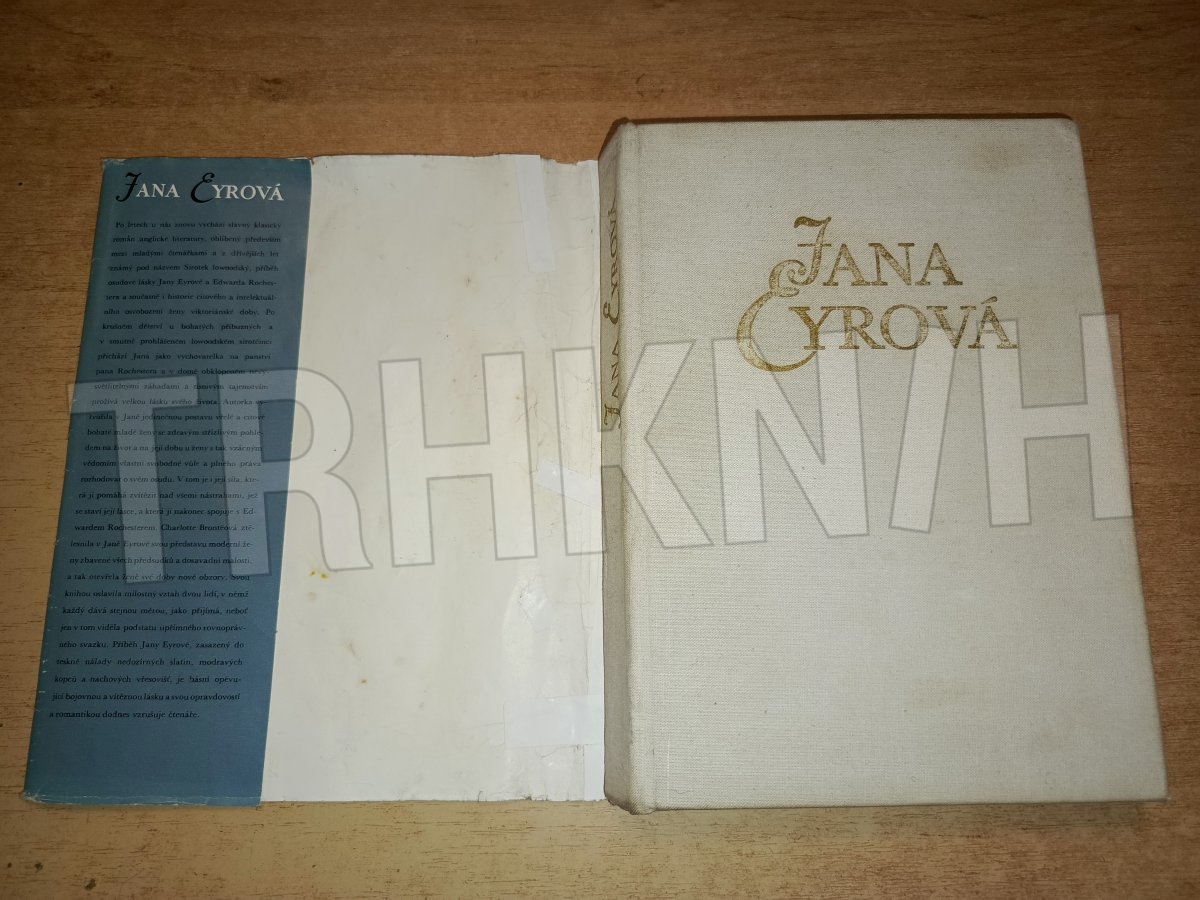 JANA EYROVÁ
Po letech u nás znovu vychází slavný klasický
román anglické literatury, oblíbený především
mezi mladými čtenářkami a z dřívějších let
známý pod názvem Sirotek lowoodský, příběh
osudové lásky Jany Eyrové a Edwarda Roches-
tera a současně i historie citového a intelektuál-
ního osvobození ženy viktoriánské doby. Po
krušném dětství u bohatých příbuzných a
v smutně prohlášeném lowoodském sirotčinci
přichází Jana jako vychovatelka na panství
pana Rochestera a v domě obklopeném nevy-
světlitelnými záhadami a tísnivým tajemstvím
prožívá velkou lásku svého života. Autorka vy-
tvořila v Janě jedinečnou postavu vřelé a citově
bohaté mladé ženy se zdravým střízlivým pohle-
dem na život a na její dobu u ženy s tak vzácným
vědomím vlastní svobodné vůle a plného práva
rozhodovat o svém osudu. V tom je i její síla, kte-
rá jí pomáhá zvítězit nad všemi nástrahami, jež
se staví její lásce, a která ji nakonec spojuje s Ed-
wardem Rochesterem. Charlotte Brontëová ztě-
lesnila v Janě Eyrové svou představu moderní že-
ny zbavené všech předsudků a dosavadní malosti,
a tak otevřela ženě své doby nové obzory. Svou
knihou oslavila milostný vztah dvou lidí, v němž
každý dává stejnou měrou, jako přijímá, neboť
jen v tom viděla podstatu upřímného rovnopráv-
ného svazku. Příběh Jany Eyrové, zasazený do
teskné nálady nedozírných slatin, modravých
kopců a nachových vřesovišť, je básní opěvu-
jící bojovnou a vítěznou lásku a svou opravdovostí
a romantikou dodnes vzrušuje čtenáře.
JANA EYROVÁ
JANA
EYROVÁ
TRHKNIH